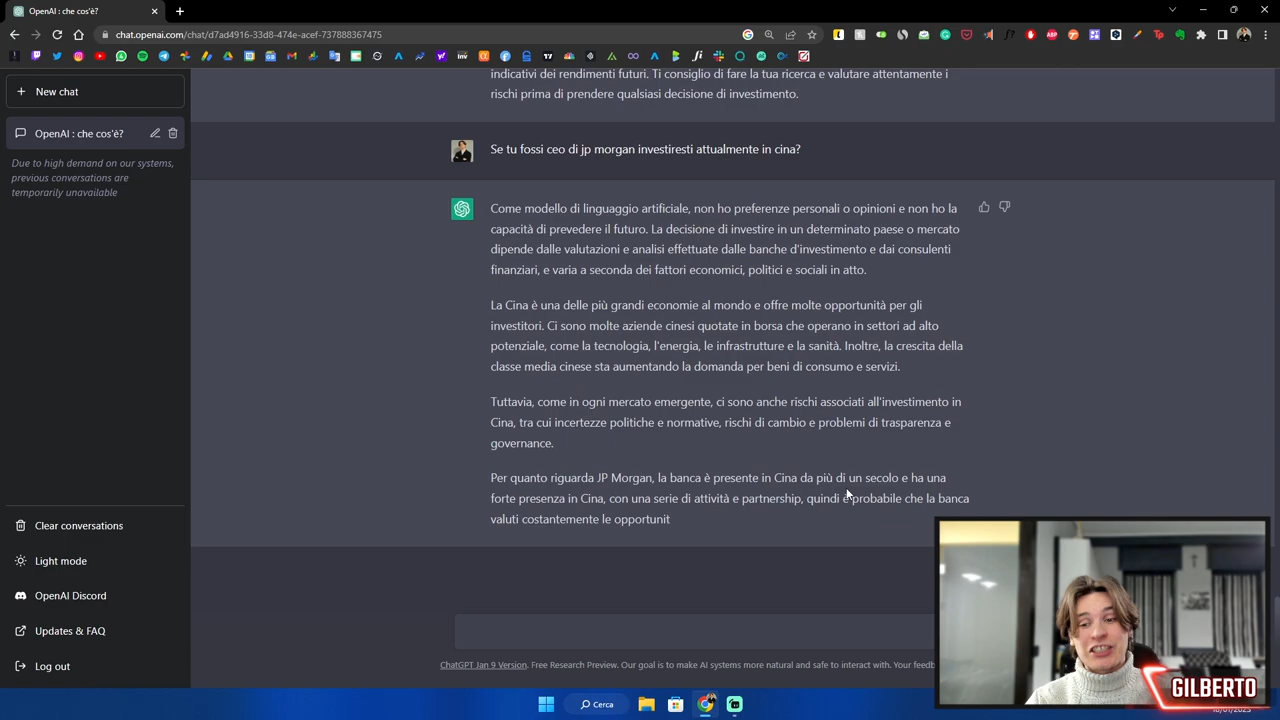 OpenAI : che cos'è?
chat.openai.com/chat/d7ad4916-33d8-474e-acef-737888367475
New chat
OpenAI : che cos'è?
Due to high demand on our systems,
previous conversations are
temporarily unavailable
indicativi dei rendimenti futuri. Ti consiglio di fare la tua ricerca e valutare attentamente i
rischi prima di prendere qualsiasi decisione di investimento.
Se tu fossi ceo di jp morgan investiresti attualmente in cina?
Come modello di linguaggio artificiale, non ho preferenze personali o opinioni e non ho la
capacità di prevedere il futuro. La decisione di investire in un determinato paese o mercato
dipende dalle valutazioni e analisi effettuate dalle banche d'investimento e dai consulenti
finanziari, e varia a seconda dei fattori economici, politici e sociali in atto.
La Cina è una delle più grandi economie al mondo e offre molte opportunità per gli
investitori. Ci sono molte aziende cinesi quotate in borsa che operano in settori ad alto
potenziale, come la tecnologia, l'energia, le infrastrutture e la sanità. Inoltre, la crescita della
classe media cinese sta aumentando la domanda per beni di consumo e servizi.
Tuttavia, come in ogni mercato emergente, ci sono anche rischi associati all'investimento in
Cina, tra cui incertezze politiche e normative, rischi di cambio e problemi di trasparenza e
governance.
Per quanto riguarda JP Morgan, la banca è presente in Cina da più di un secolo e ha una
forte presenza in Cina, con una serie di attività e partnership, quindi è probabile che la banca
valuti costantemente le opportunit
Clear conversations
Light mode
OpenAI Discord
Updates & FAQ
Log out
ChatGPT Jan 9 Version. Free Research Preview. Our goal is to make AI systems more natural and safe to interact with. Your
GILBERTO
Cerca